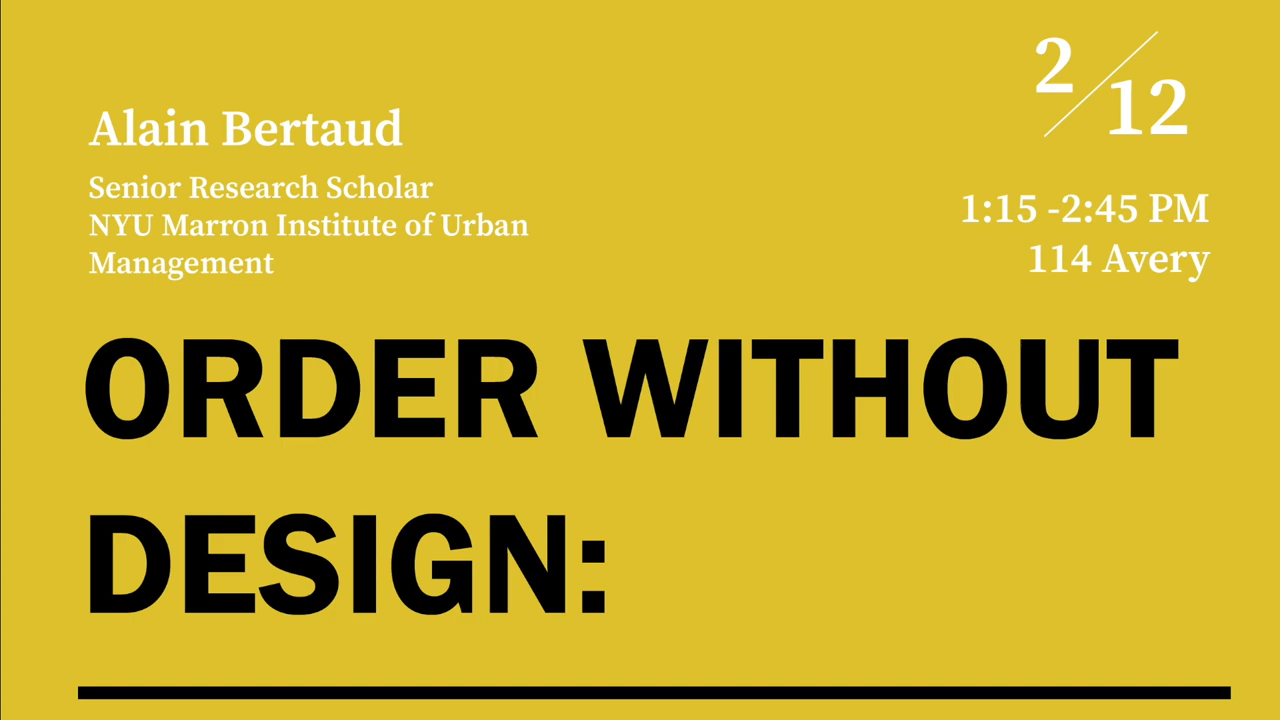 Alain Bertaud
Senior Research Scholar
NYU Marron Institute of Urban
Management
2/12
1:15 -2:45 PM
114 Avery
ORDER WITHOUT
DESIGN: